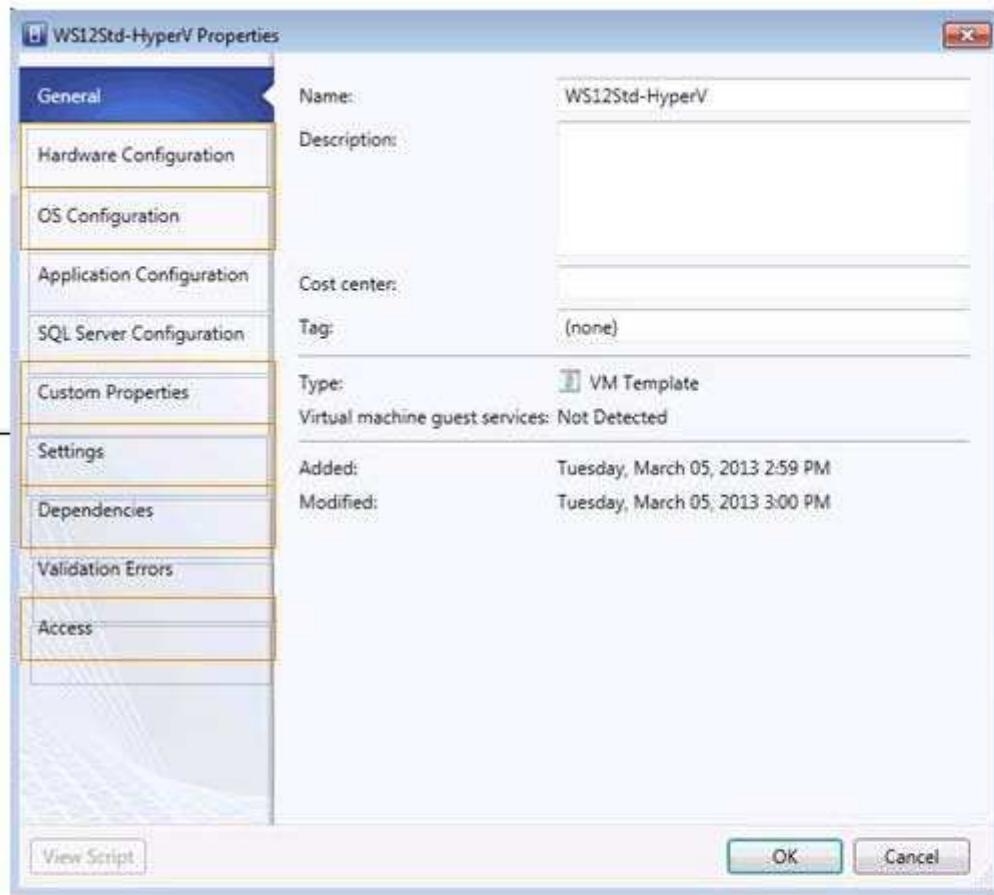 WS12Std-HyperV Properties
General
Hardware Configuration
OS Configuration
Application Configuration
SQL Server Configuration
Custom Properties
Settings
Dependencies
Validation Errors
Access
Name: WS12Std-HyperV
Description:
Cost center:
Tag: (none)
Type: VM Template
Virtual machine guest services: Not Detected
Added: Tuesday, March 05, 2013 2:59 PM
Modified: Tuesday, March 05, 2013 3:00 PM
View Script
OK
Cancel